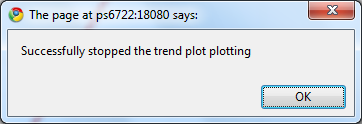 The page at ps6722:18080 says:
Successfully stopped the trend plot plotting
OK